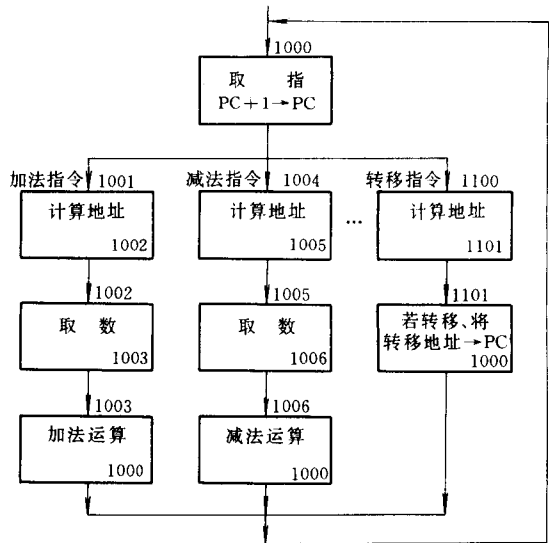 1000
取 指
PC+1→PC
加法指令 1001
减法指令 1004
转移指令 1100
计算地址
1002
计算地址
1005
...
计算地址
1101
1002
1005
1101
取 数
1003
取 数
1006
若转移、将
转移地址→PC
1000
1003
1006
加法运算
1000
减法运算
1000